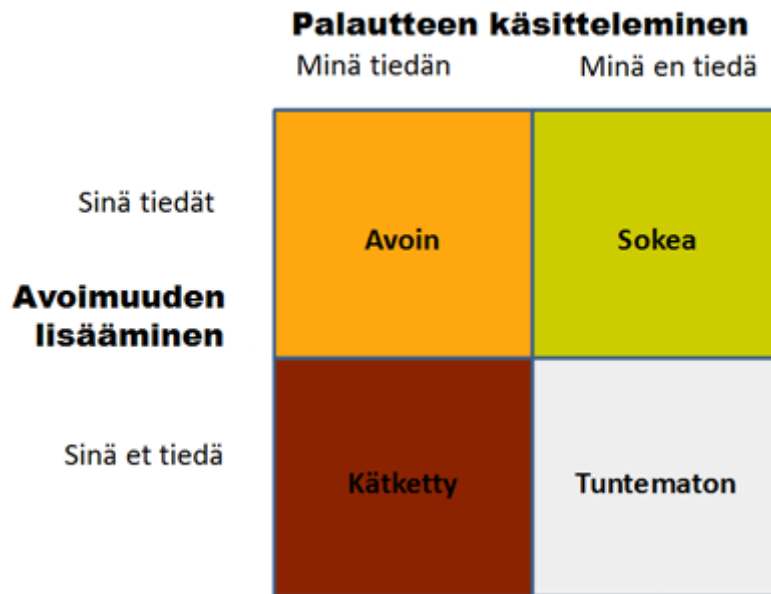 Palautteen käsitteleminen
Minä tiedän Minä en tiedä
Sinä tiedät
Avoin Sokea
Avoimuuden
lisääminen
Sinä et tiedä
Kätketty Tuntematon